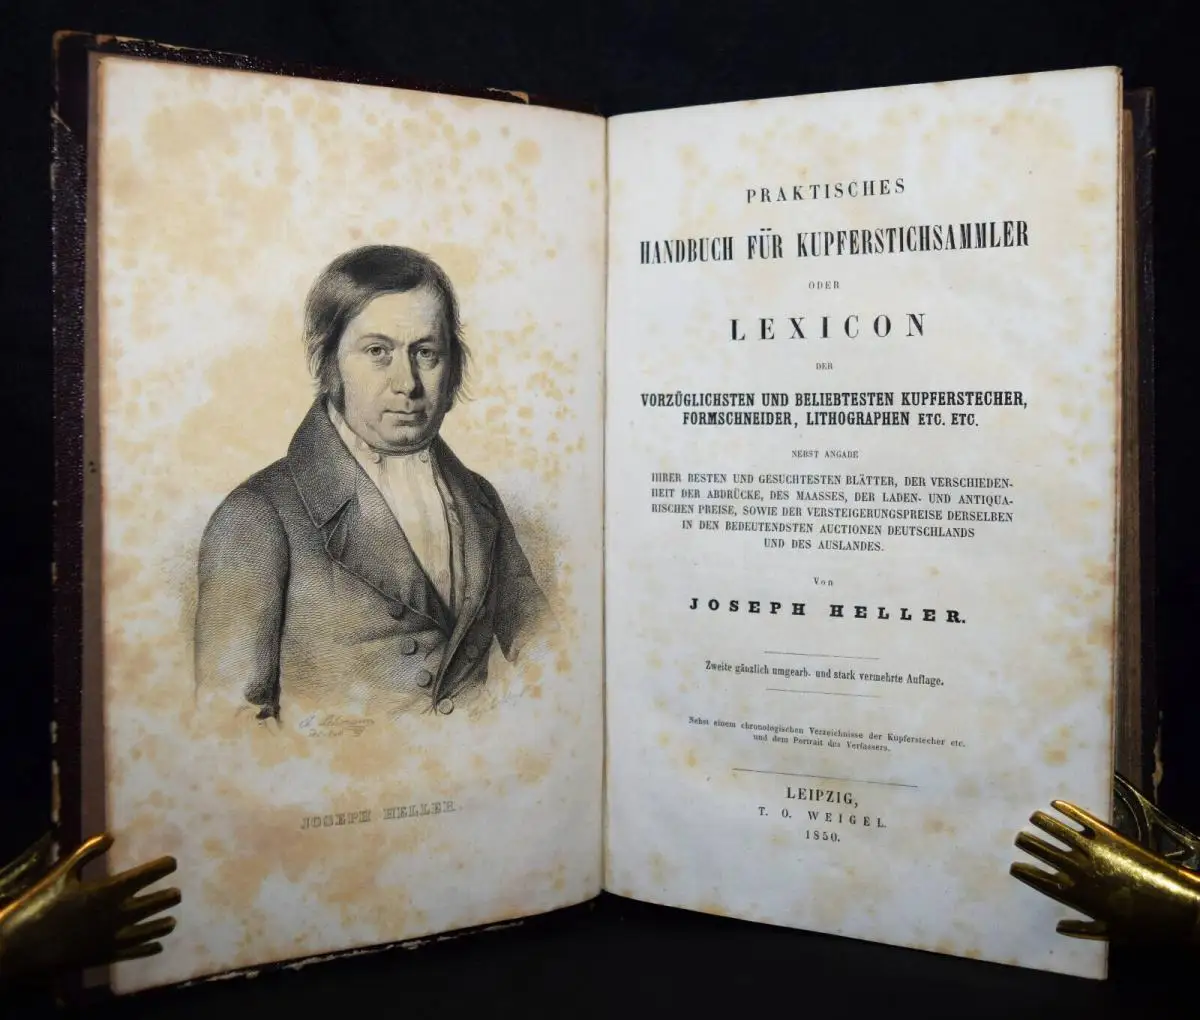 JOSEPH HELLER.
PRAKTISCHES
HANDBUCH FÜR KUPFERSTICHSAMMLER
ODER
LEXICON
DER
VORZÜGLICHSTEN UND BELIEBTESTEN KUPFERSTECHER,
FORMSCHNEIDER, LITHOGRAPHEN ETC. ETC.
NEBST ANGABE
IHRER BESTEN UND GESUCHTESTEN BLÄTTER, DER VERSCHIEDEN-
HEIT DER ABDRÜCKE, DES MAASSES, DER LADEN- UND ANTIQUA-
RISCHEN PREISE, SOWIE DER VERSTEIGERUNGSPREISE DERSELBEN
IN DEN BEDEUTENDSTEN AUCTIONEN DEUTSCHLANDS
UND DES AUSLANDES.
Von
JOSEPH HELLER.
Zweite gänzlich umgearb. und stark vermehrte Auflage.
Nebst einem chronologischen Verzeichnisse der Kupferstecher etc.
und dem Portrait des Verfassers.
LEIPZIG,
T. O. WEIGEL.
1850.